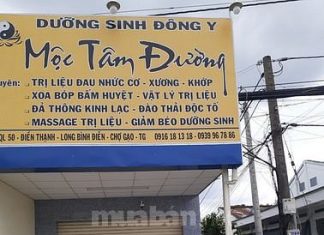 DƯỠNG SINH ĐÔNG Y
Mộc Tâm Đường
uyên: • TRỊ LIỆU ĐAU NHỨC CƠ - XƯƠNG - KHỚP
• XOA BÓP BẤM HUYỆT - VẬT LÝ TRỊ LIỆU
• ĐẢ THÔNG KINH LẠC - ĐÀO THẢI ĐỘC TỐ
• MASSAGE TRỊ LIỆU - GIẢM BÉO DƯỠNG SINH
QL 50 - ĐIỀN THẠNH - LONG BÌNH ĐIỀN - CHỢ GẠO - TG 0916 18 13 18 - 0939 96 78 86
muaban